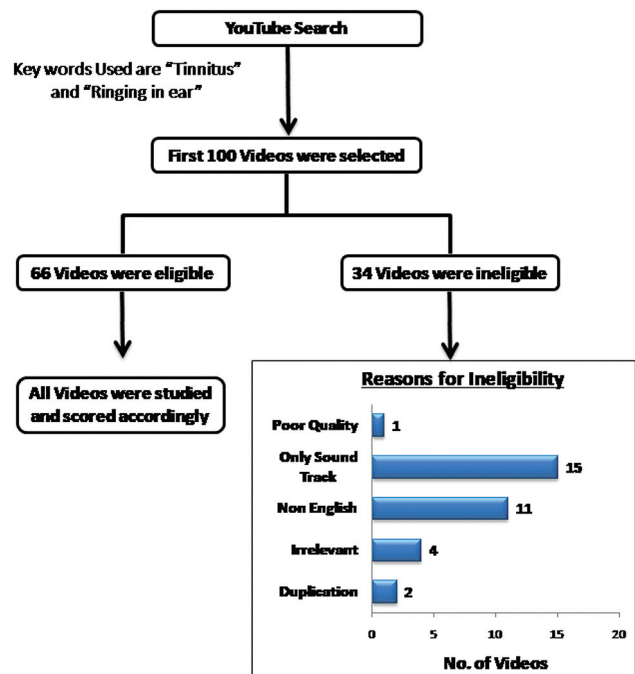 YouTube Search
Key words Used are “Tinnitus”
and “Ringing in ear”
First 100 Videos were selected
66 Videos were eligible
34 Videos were ineligible
All Videos were studied
and scored accordingly
Reasons for Ineligibility
Poor Quality
1
Only Sound
Track
15
Non English
11
Irrelevant
4
Duplication
2
0 5 10 15 20
No. of Videos